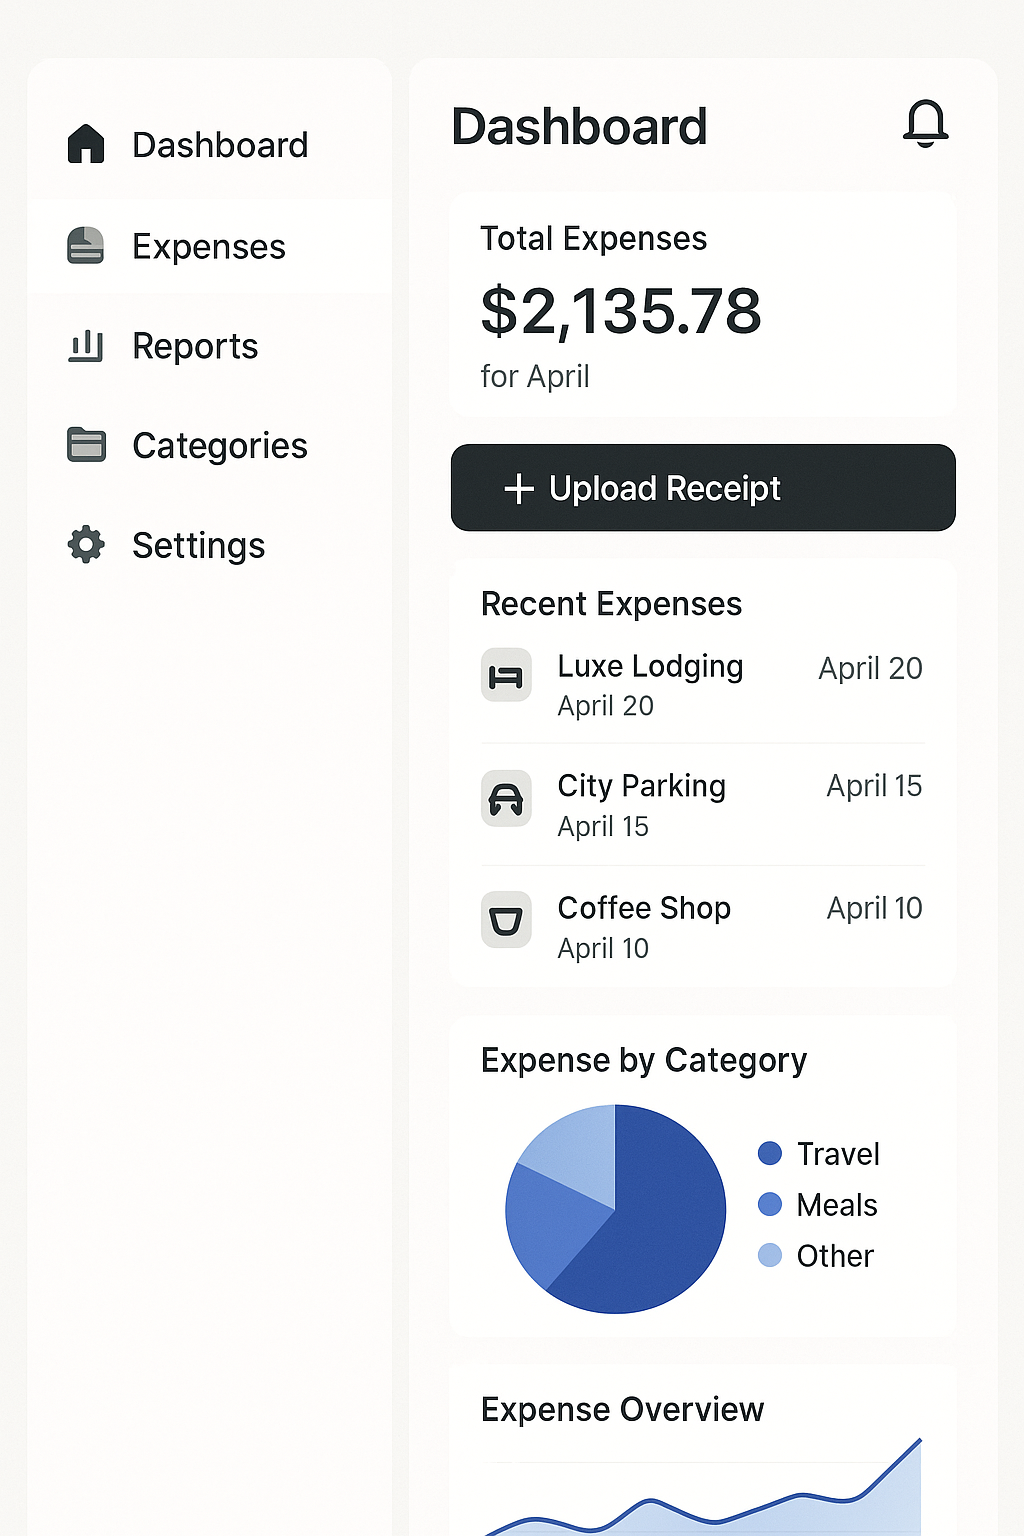 Dashboard
Expenses
Reports
Categories
Settings
Dashboard
Total Expenses
$2,135.78
for April
+ Upload Receipt
Recent Expenses
Luxe Lodging April 20
April 20
City Parking April 15
April 15
Coffee Shop April 10
April 10
Expense by Category
Travel
Meals
Other
Expense Overview